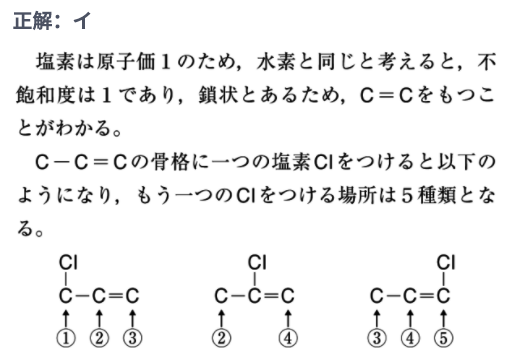 正解：イ
塩素は原子価１のため，水素と同じと考えると，不
飽和度は１であり，鎖状とあるため，C＝Cをもつこ
とがわかる。
C－C＝Cの骨格に一つの塩素Clをつけると以下の
ようになり，もう一つのClをつける場所は５種類とな
る。
Cl Cl Cl
C－C＝C C－C＝C C－C＝C
① ② ③ ② ④ ③ ④ ⑤